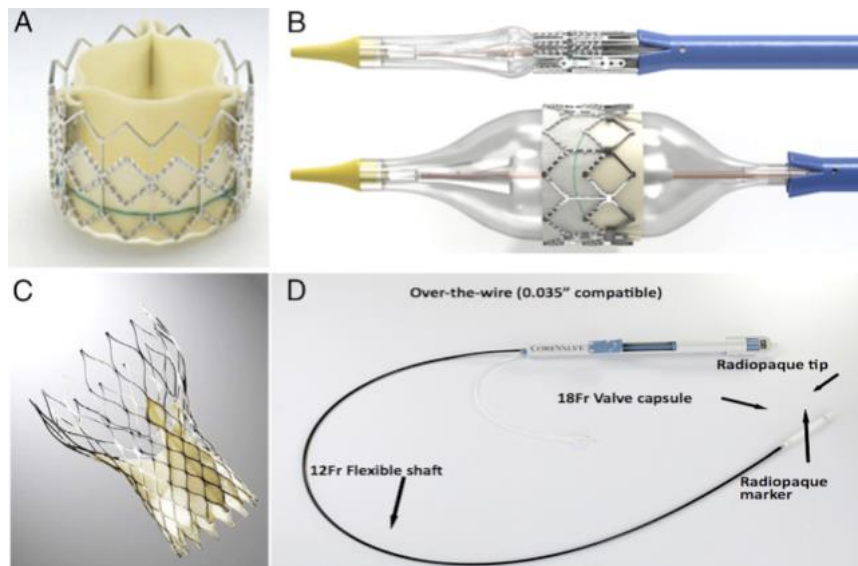 A
B
C
D
Over-the-wire (0.035” compatible)
COREVALVE
Radiopaque tip
18Fr Valve capsule
12Fr Flexible shaft
Radiopaque
marker